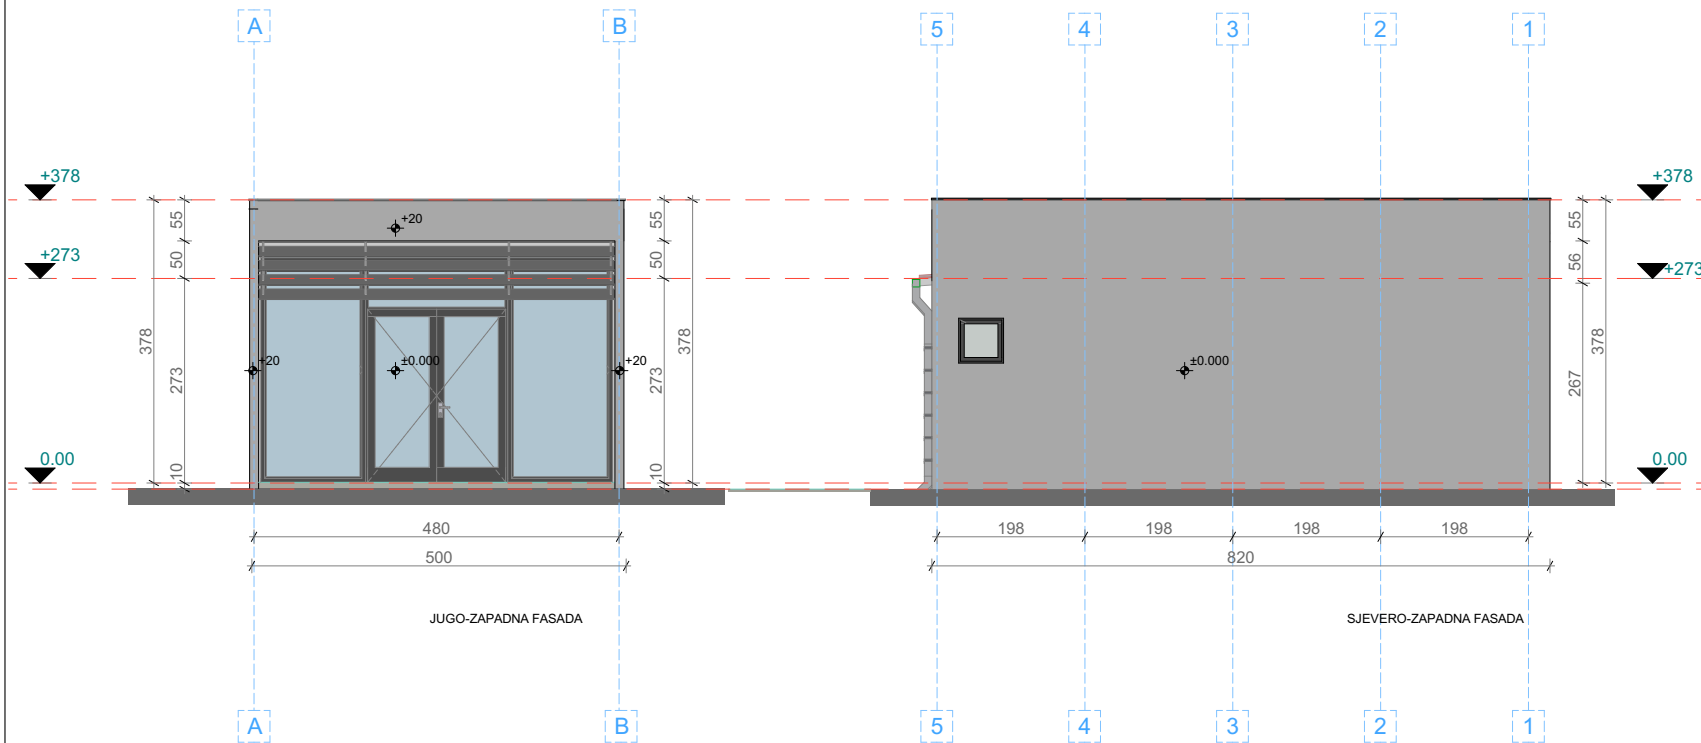 A B 5 4 3 2 1
+378 +378
55 55 55
+20
+273 50 50 56 +273
378 378 378
+20 ±0.000 +20 ±0.000
273 273 267
0.00 10 10 0.00
480 198 198 198 198
500 820
JUGO-ZAPADNA FASADA SJEVERO-ZAPADNA FASADA
A B 5 4 3 2 1